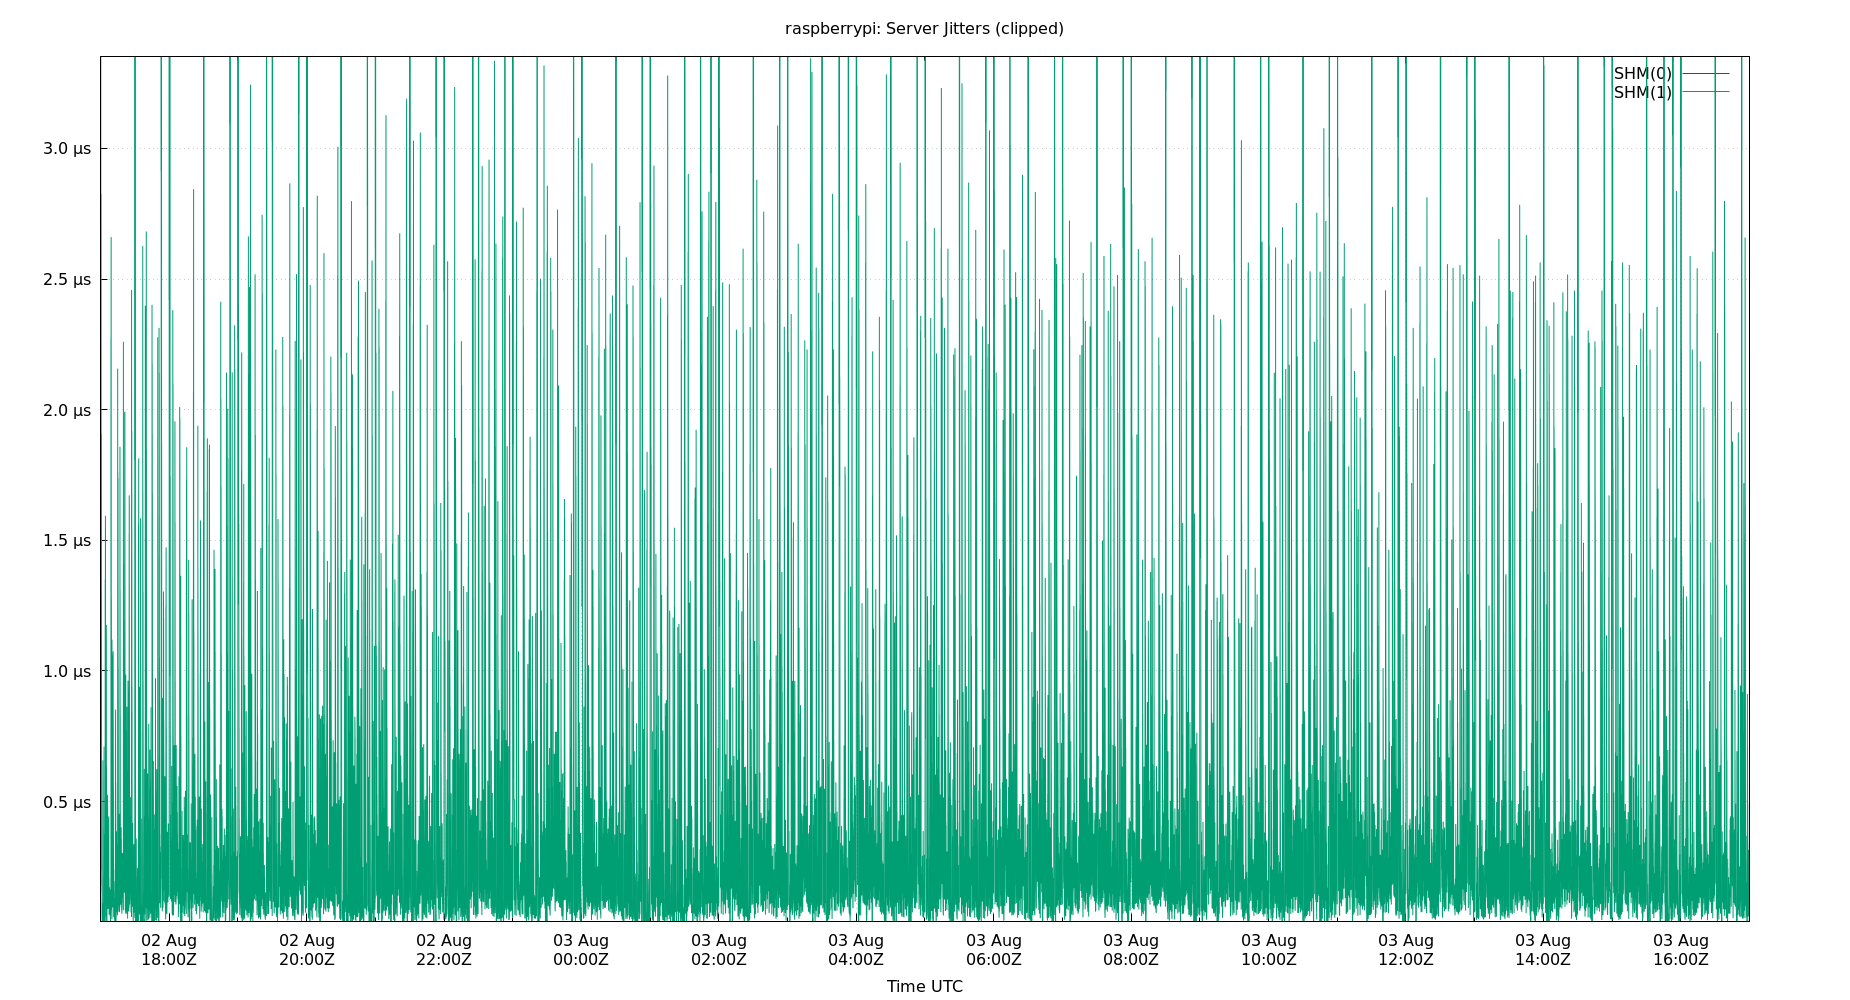 raspberrypi: Server Jitters (clipped)
SHM(0)
SHM(1)
3.0 µs
2.5 µs
2.0 µs
1.5 µs
1.0 µs
0.5 µs
02 Aug 02 Aug 02 Aug 03 Aug 03 Aug 03 Aug 03 Aug 03 Aug 03 Aug 03 Aug 03 Aug 03 Aug
18:00Z 20:00Z 22:00Z 00:00Z 02:00Z 04:00Z 06:00Z 08:00Z 10:00Z 12:00Z 14:00Z 16:00Z
Time UTC